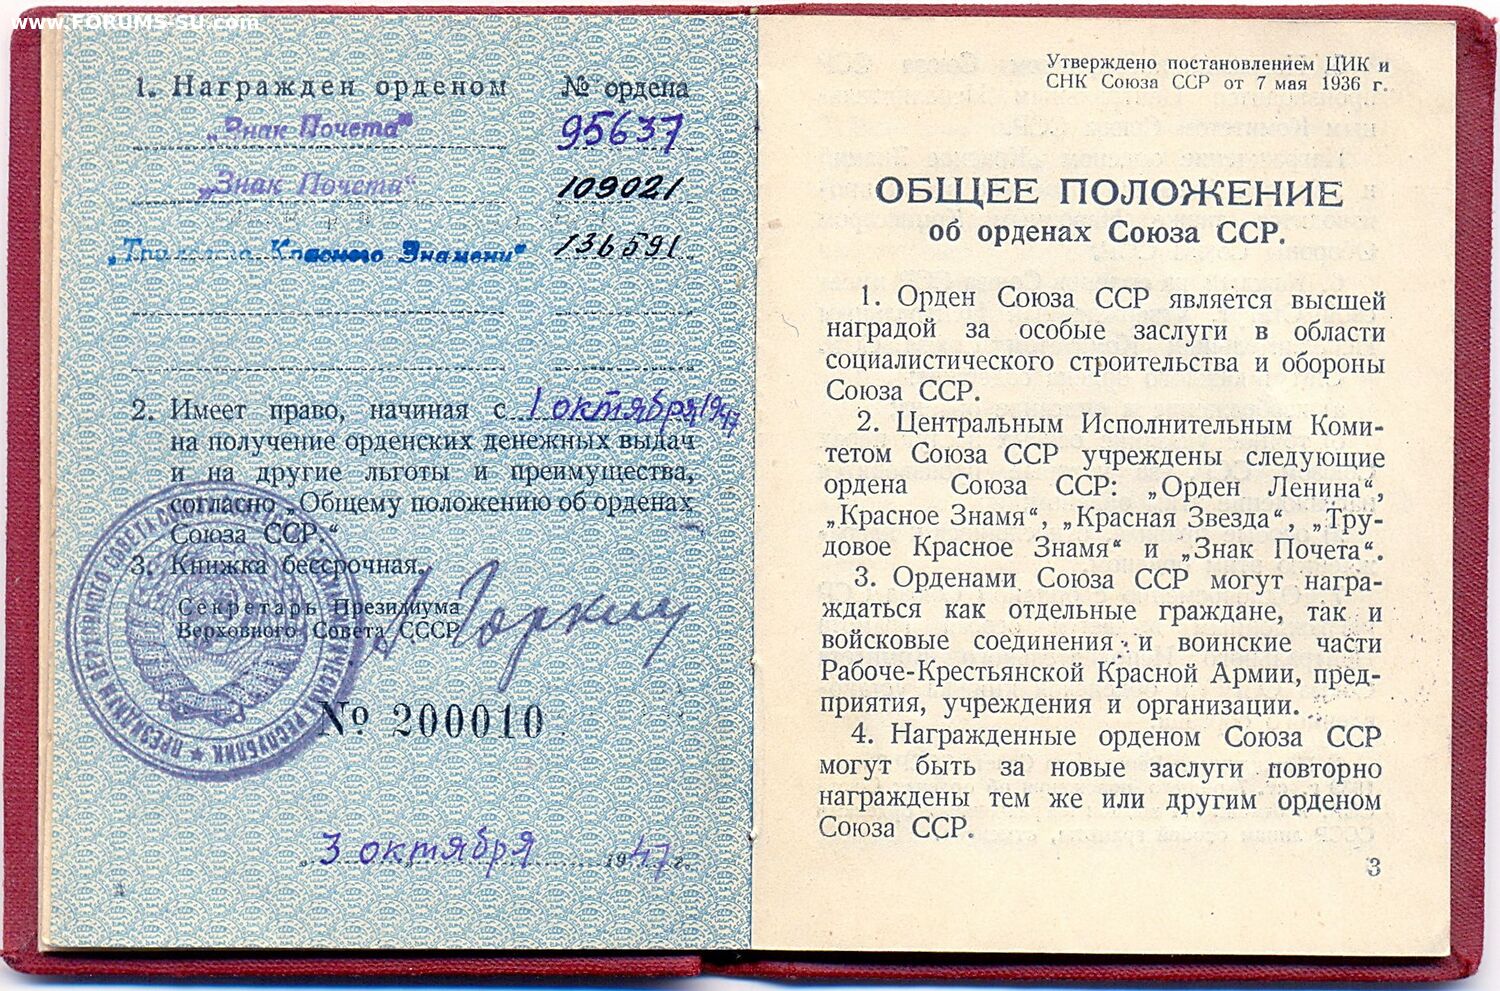 www.FORUMS-SU.com
1. Награжден орденом № ордена
„Знак Почета“ 95637
„Знак Почета“ 109021
„Трудового Красного Знамени“ 136591
2. Имеет право, начиная с 1 октября 1947
на получение орденских денежных выдач
и на другие льготы и преимущества,
согласно „Общему положению об орденах
Союза ССР.“
3. Книжка бессрочная.
Секретарь Президиума
Верховного Совета СССР
А Горкин
№ 200010
„3 октября 1947 г.
Утверждено постановлением ЦИК и
СНК Союза ССР от 7 мая 1936 г.
ОБЩЕЕ ПОЛОЖЕНИЕ
об орденах Союза ССР.
1. Орден Союза ССР является высшей
наградой за особые заслуги в области
социалистического строительства и обороны
Союза ССР.
2. Центральным Исполнительным Коми-
тетом Союза ССР учреждены следующие
ордена Союза ССР: „Орден Ленина“,
„Красное Знамя“, „Красная Звезда“, „Тру-
довое Красное Знамя“ и „Знак Почета“.
3. Орденами Союза ССР могут награ-
ждаться как отдельные граждане, так и
войсковые соединения и воинские части
Рабоче-Крестьянской Красной Армии, пред-
приятия, учреждения и организации.
4. Награжденные орденом Союза ССР
могут быть за новые заслуги повторно
награждены тем же или другим орденом
Союза ССР.
3